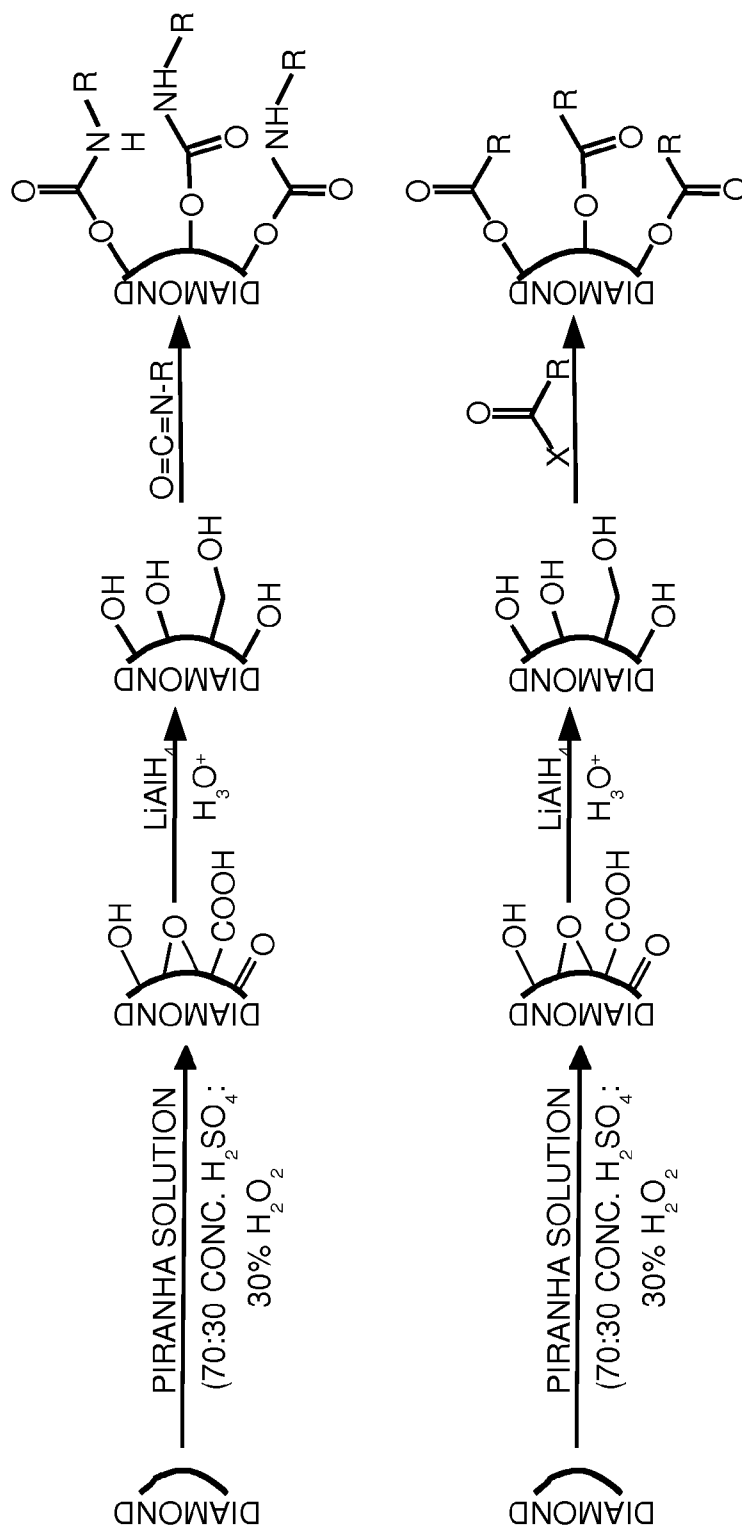 DIAMOND
PIRANHA SOLUTION
(70:30 CONC. H₂SO₄:
30% H₂O₂
DIAMOND
OH
O
COOH
O
LiAlH₄
H₃O⁺
DIAMOND
OH
OH
OH
OH
O=C=N-R
DIAMOND
O
O
N
H
R
O
O
NH
R
O
O
NH
R
DIAMOND
PIRANHA SOLUTION
(70:30 CONC. H₂SO₄:
30% H₂O₂
DIAMOND
OH
O
COOH
O
LiAlH₄
H₃O⁺
DIAMOND
OH
OH
OH
OH
O
X
R
DIAMOND
O
O
R
O
O
R
O
O
R